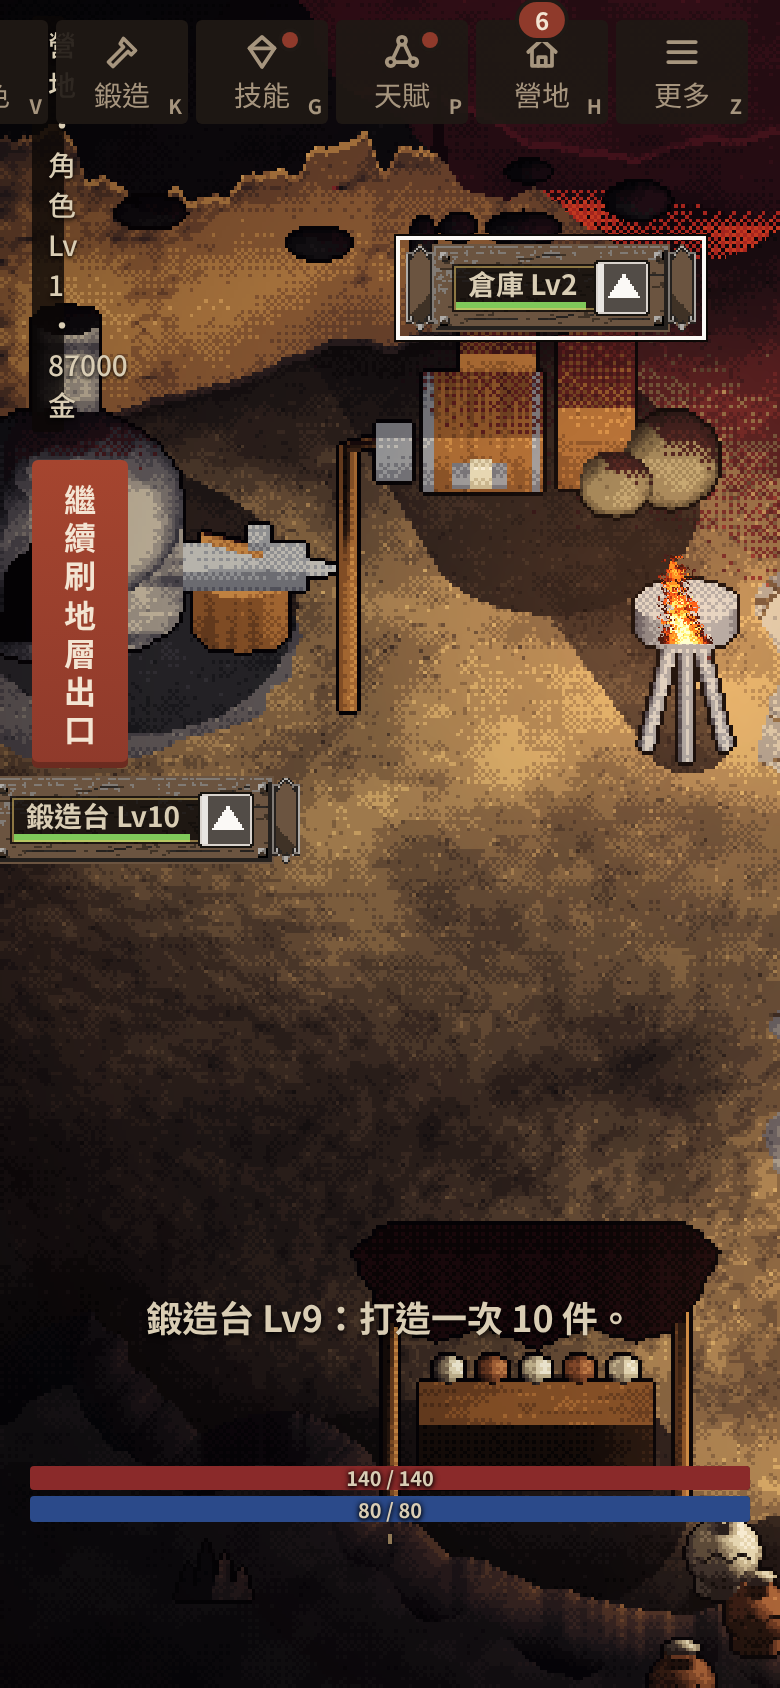 色 V
鍛造 K
技能 G
天賦 P
6
營地 H
更多 Z
營地
•
角色
Lv
1
•
87000
金
倉庫 Lv2
繼續刷地層出口
鍛造台 Lv10
鍛造台 Lv9：打造一次 10 件。
140 / 140
80 / 80